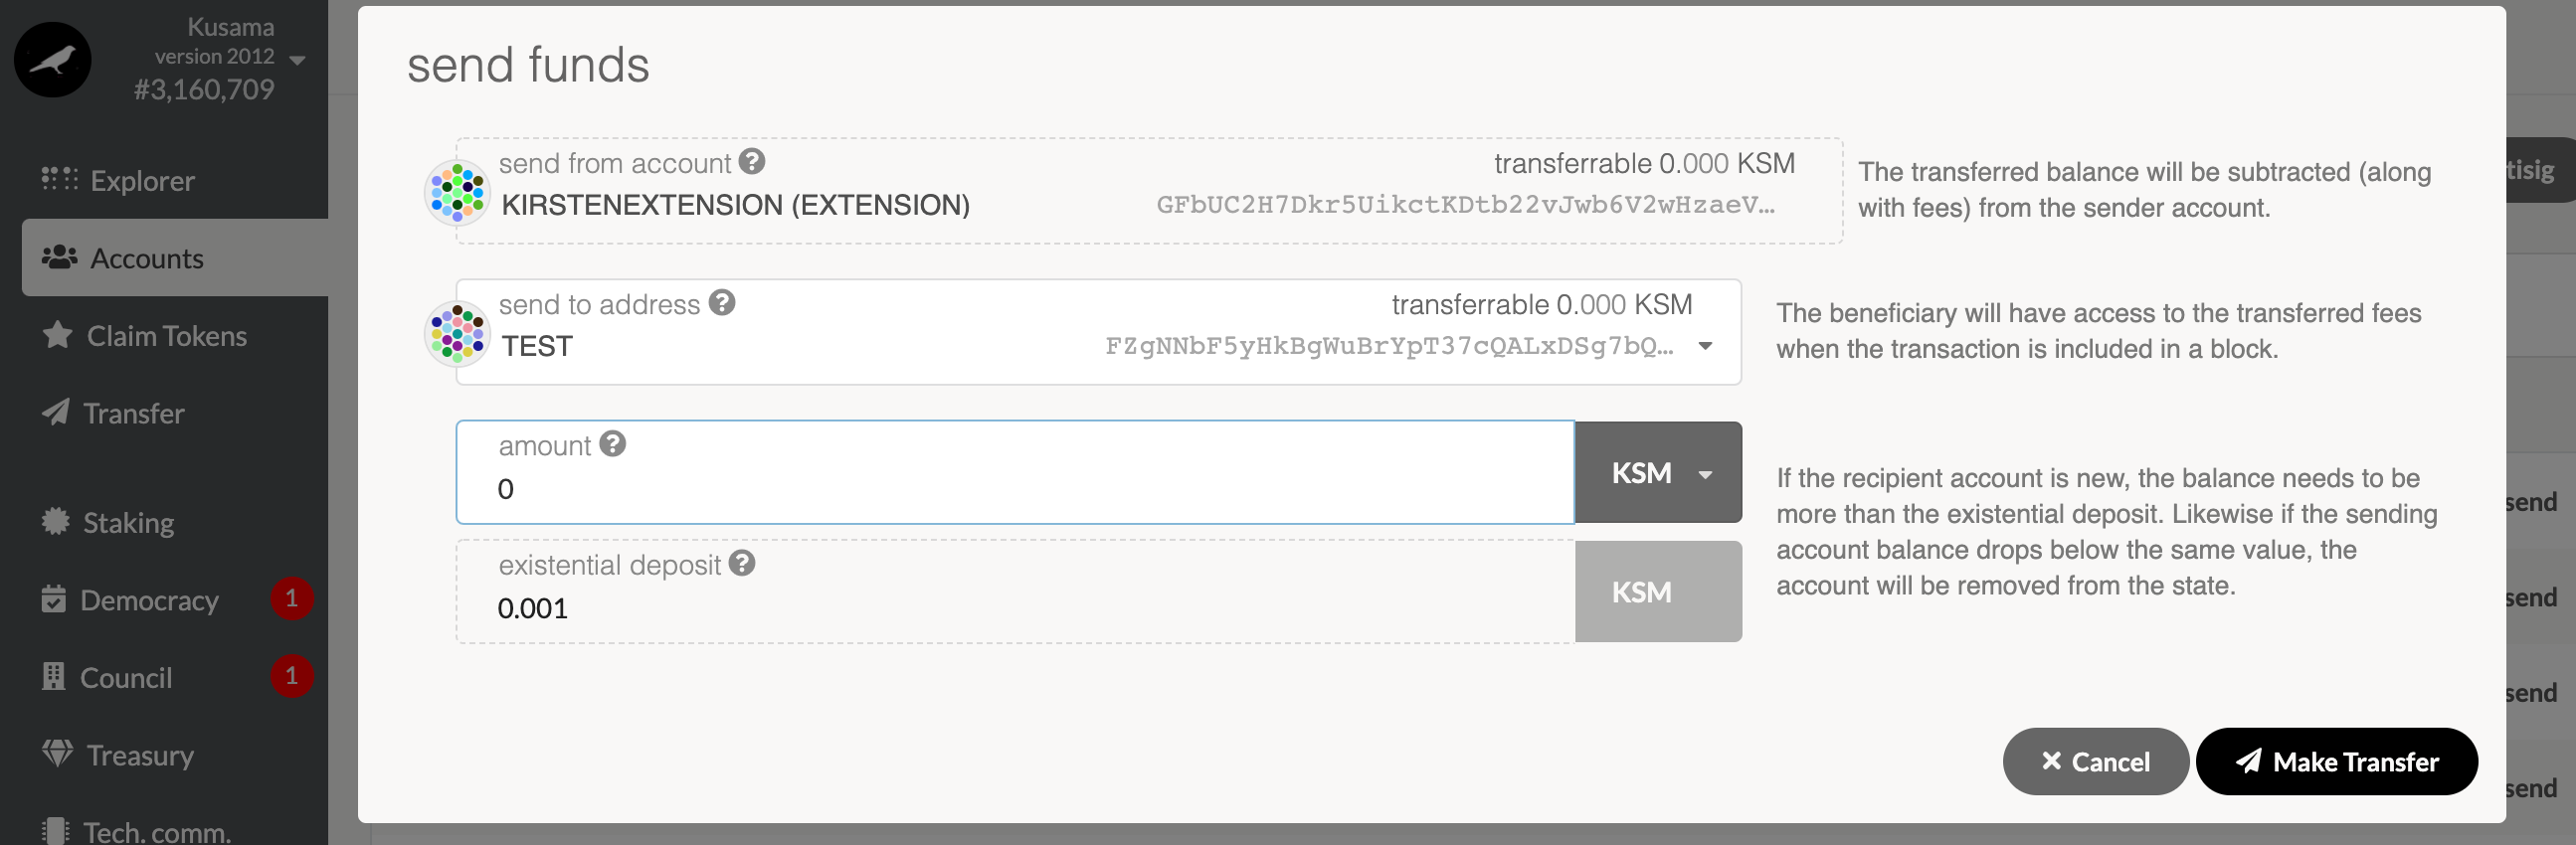 Kusama
version 2012
#3,160,709
Explorer
Accounts
Claim Tokens
Transfer
Staking
Democracy 1
Council 1
Treasury
Tech. comm.
send funds
send from account
transferrable 0.000 KSM
KIRSTENEXTENSION (EXTENSION)
GFbUC2H7Dkr5UikctKDtb22vJwb6V2wHzaeV…
The transferred balance will be subtracted (along
with fees) from the sender account.
send to address
transferrable 0.000 KSM
TEST
FZgNNbF5yHkBgWuBrYpT37cQALxDSg7bQ…
The beneficiary will have access to the transferred fees
when the transaction is included in a block.
amount
0
KSM
existential deposit
0.001
KSM
If the recipient account is new, the balance needs to be
more than the existential deposit. Likewise if the sending
account balance drops below the same value, the
account will be removed from the state.
Cancel
Make Transfer
tisig
send
send
send
send